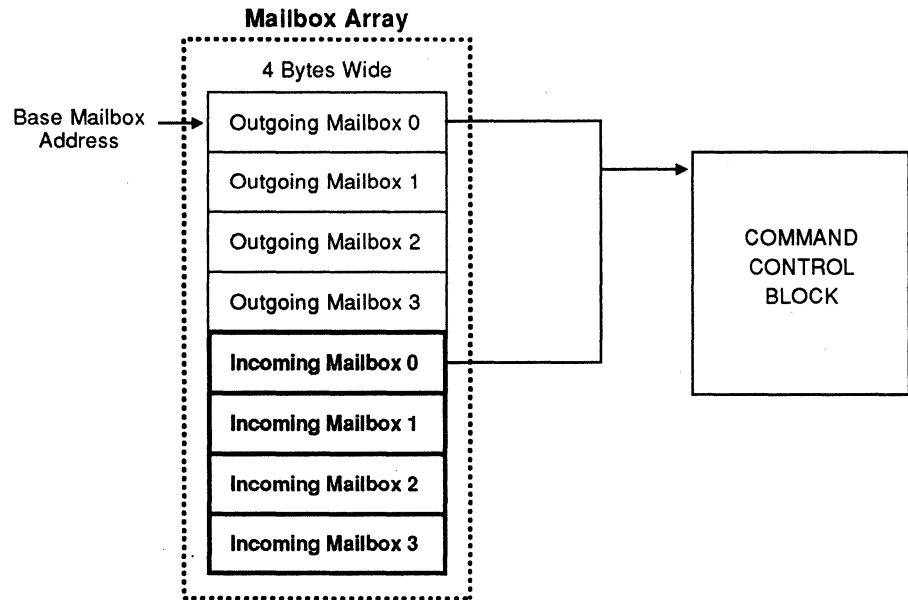 Mailbox Array
4 Bytes Wide
Base Mailbox
Address
Outgoing Mailbox 0
Outgoing Mailbox 1
Outgoing Mailbox 2
Outgoing Mailbox 3
Incoming Mailbox 0
Incoming Mailbox 1
Incoming Mailbox 2
Incoming Mailbox 3
COMMAND
CONTROL
BLOCK